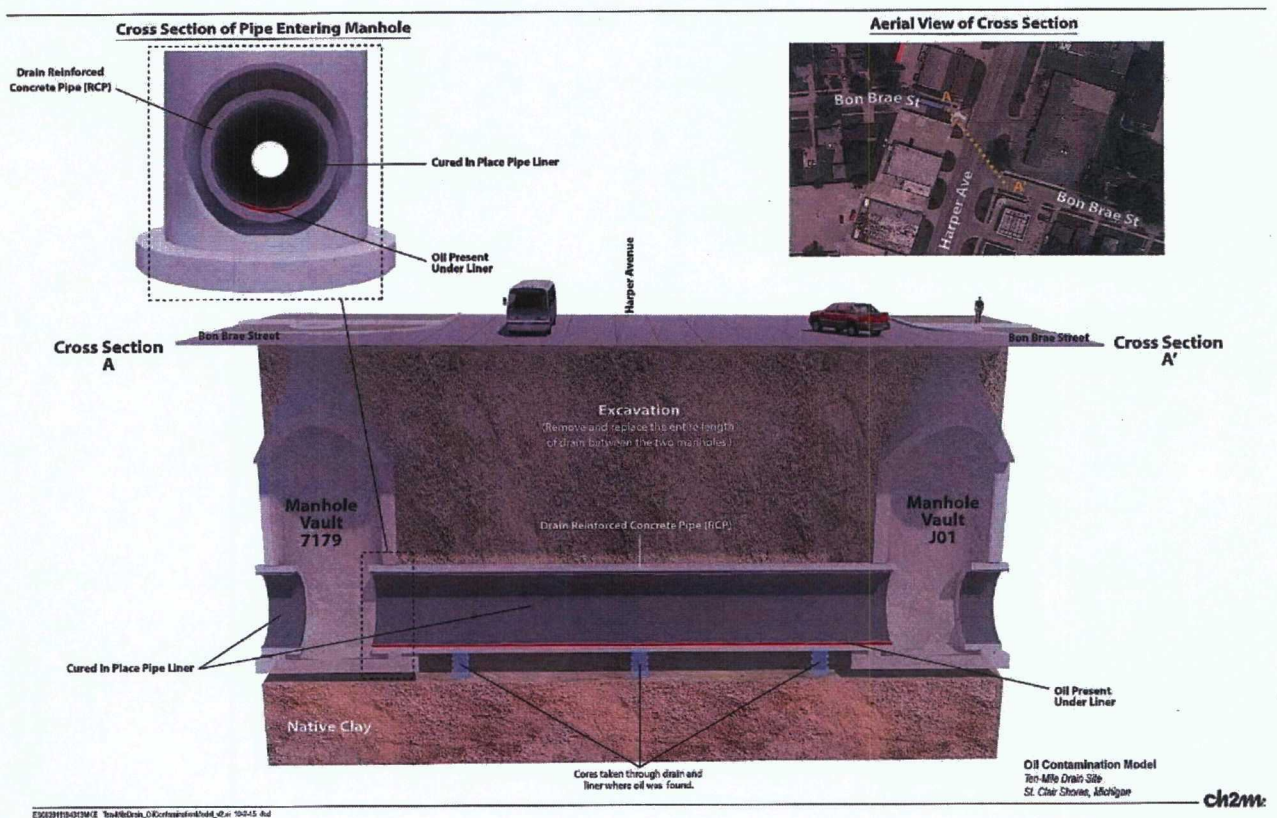 Cross Section of Pipe Entering Manhole
Drain Reinforced
Concrete Pipe (RCP)
Cured In Place Pipe Liner
Oil Present
Under Liner
Aerial View of Cross Section
Bon Brae St
A
A'
Harper Ave
Bon Brae St
Harper Avenue
Bon Brae Street
Bon Brae Street
Cross Section
A
Cross Section
A'
Excavation
(Remove and replace the entire length
of drain between the two manholes.)
Manhole
Vault
7179
Manhole
Vault
J01
Drain Reinforced Concrete Pipe (RCP)
Cured In Place Pipe Liner
Oil Present
Under Liner
Native Clay
Cores taken through drain and
liner where oil was found.
Oil Contamination Model
Ten-Mile Drain Site
St. Clair Shores, Michigan
ch2m: